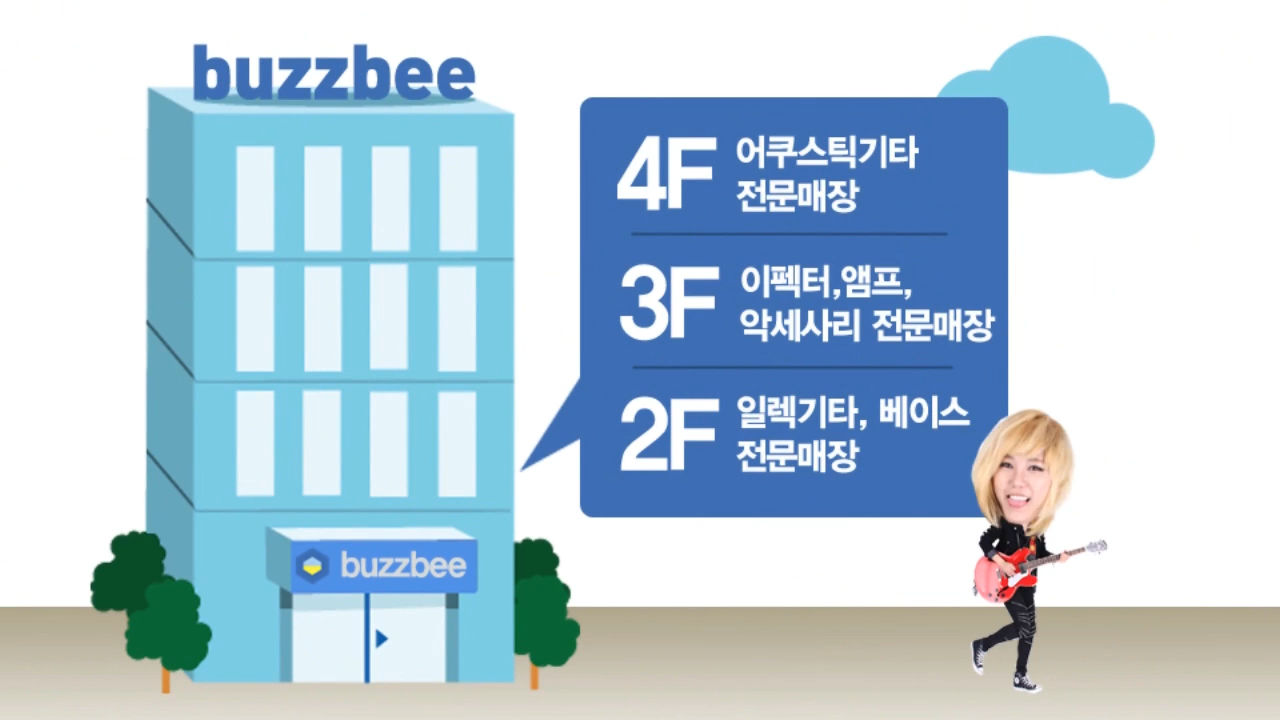 buzzbee
4F 어쿠스틱기타
전문매장
3F 이펙터,앰프,
악세사리 전문매장
2F 일렉기타, 베이스
전문매장
buzzbee